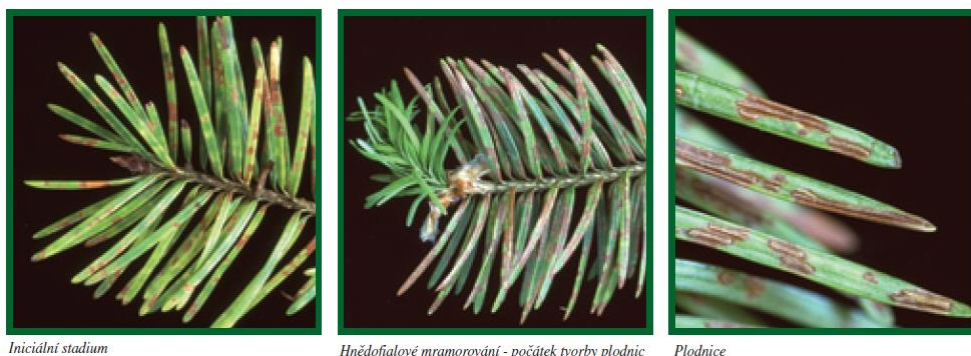 Iniciální stadium
Hnědofialové mramorování - počátek tvorby plodnic
Plodnice